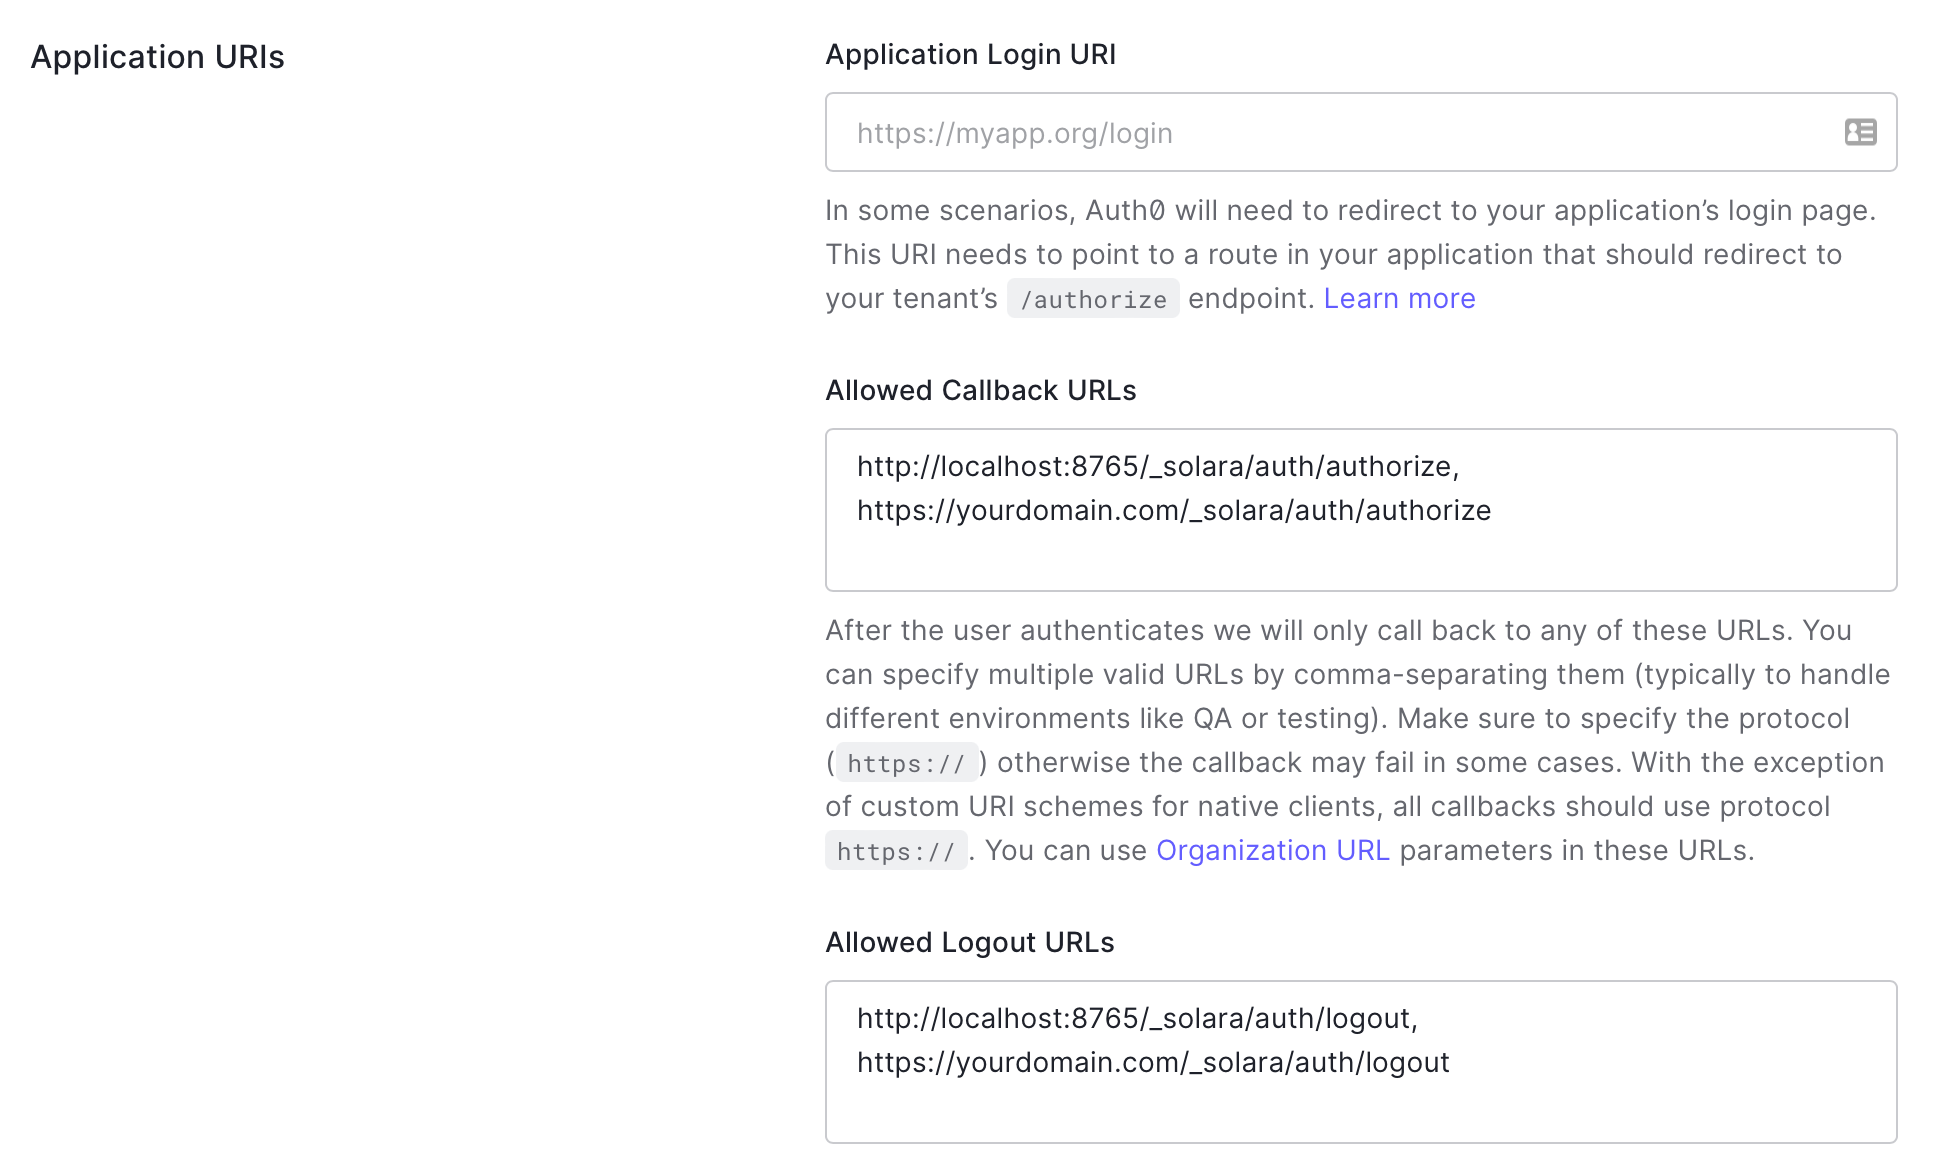 Application URIs
Application Login URI
https://myapp.org/login
In some scenarios, Auth0 will need to redirect to your application’s login page.
This URI needs to point to a route in your application that should redirect to
your tenant’s /authorize endpoint. Learn more
Allowed Callback URLs
http://localhost:8765/_solara/auth/authorize,
https://yourdomain.com/_solara/auth/authorize
After the user authenticates we will only call back to any of these URLs. You
can specify multiple valid URLs by comma-separating them (typically to handle
different environments like QA or testing). Make sure to specify the protocol
(https://) otherwise the callback may fail in some cases. With the exception
of custom URI schemes for native clients, all callbacks should use protocol
https://. You can use Organization URL parameters in these URLs.
Allowed Logout URLs
http://localhost:8765/_solara/auth/logout,
https://yourdomain.com/_solara/auth/logout